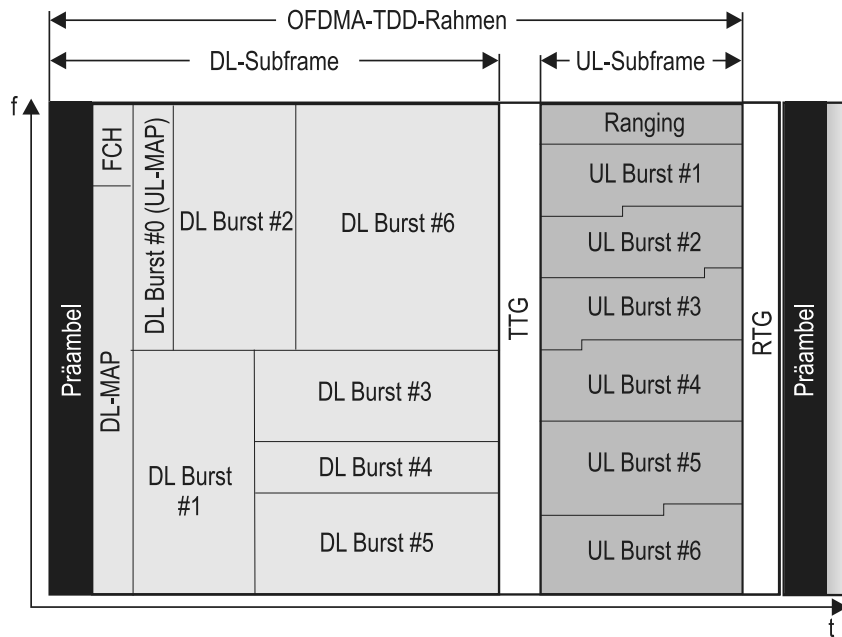 OFDMA-TDD-Rahmen
DL-Subframe
UL-Subframe
f
Präambel
FCH
DL-MAP
DL Burst #0 (UL-MAP)
DL Burst #2
DL Burst #6
DL Burst
#1
DL Burst #3
DL Burst #4
DL Burst #5
TTG
Ranging
UL Burst #1
UL Burst #2
UL Burst #3
UL Burst #4
UL Burst #5
UL Burst #6
RTG
Präambel
t